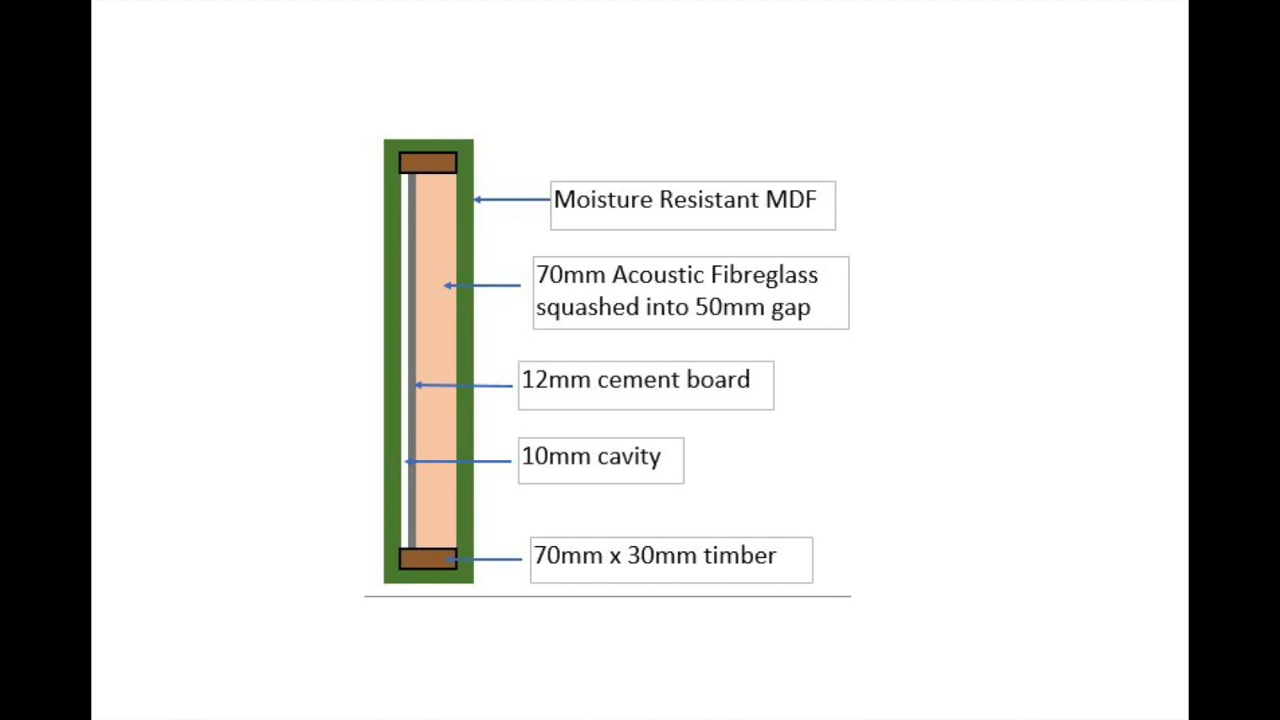 Moisture Resistant MDF
70mm Acoustic Fibreglass
squashed into 50mm gap
12mm cement board
10mm cavity
70mm x 30mm timber